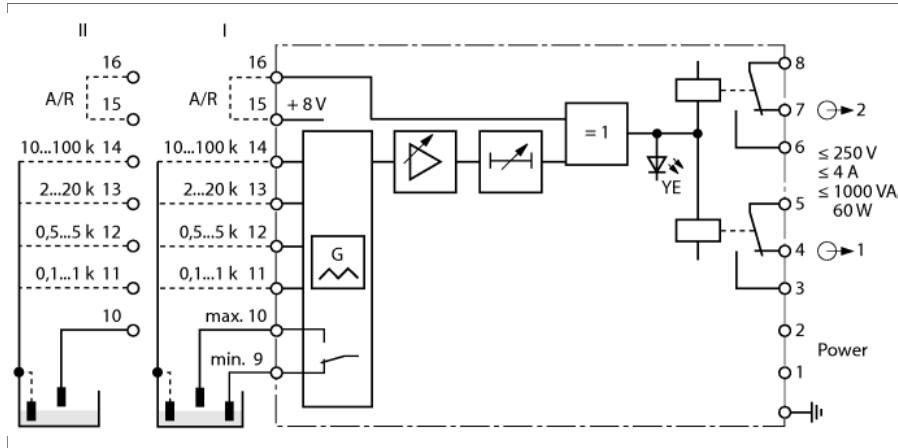 II
I
16
16
8
A/R
15
A/R
15
+ 8 V
7
2
= 1
10...100 k 14
10...100 k 14
6
≤ 250 V
≤ 4 A
≤ 1000 VA,
60 W
YE
2...20 k 13
2...20 k 13
5
0,5...5 k 12
0,5...5 k 12
G
4
1
0,1...1 k 11
0,1...1 k 11
3
10
max. 10
2
Power
min. 9
1